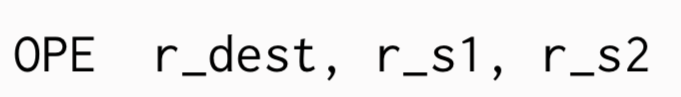 OPE r_dest, r_s1, r_s2